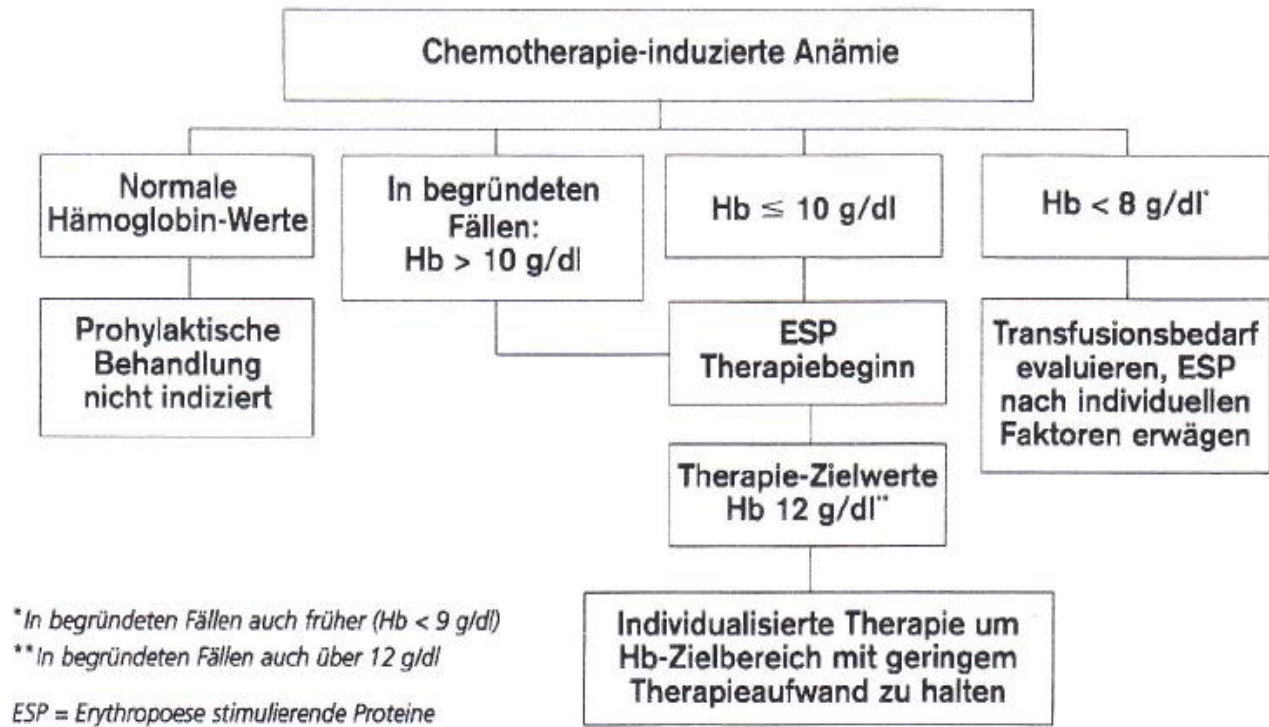 Chemotherapie-induzierte Anämie
Normale
Hämoglobin-Werte
In begründeten
Fällen:
Hb > 10 g/dl
Hb ≤ 10 g/dl
Hb < 8 g/dl*
Prohylaktische
Behandlung
nicht indiziert
ESP
Therapiebeginn
Transfusionsbedarf
evaluieren, ESP
nach individuellen
Faktoren erwägen
Therapie-Zielwerte
Hb 12 g/dl**
Individualisierte Therapie um
Hb-Zielbereich mit geringem
Therapieaufwand zu halten
*In begründeten Fällen auch früher (Hb < 9 g/dl)
**In begründeten Fällen auch über 12 g/dl
ESP = Erythropoese stimulierende Proteine